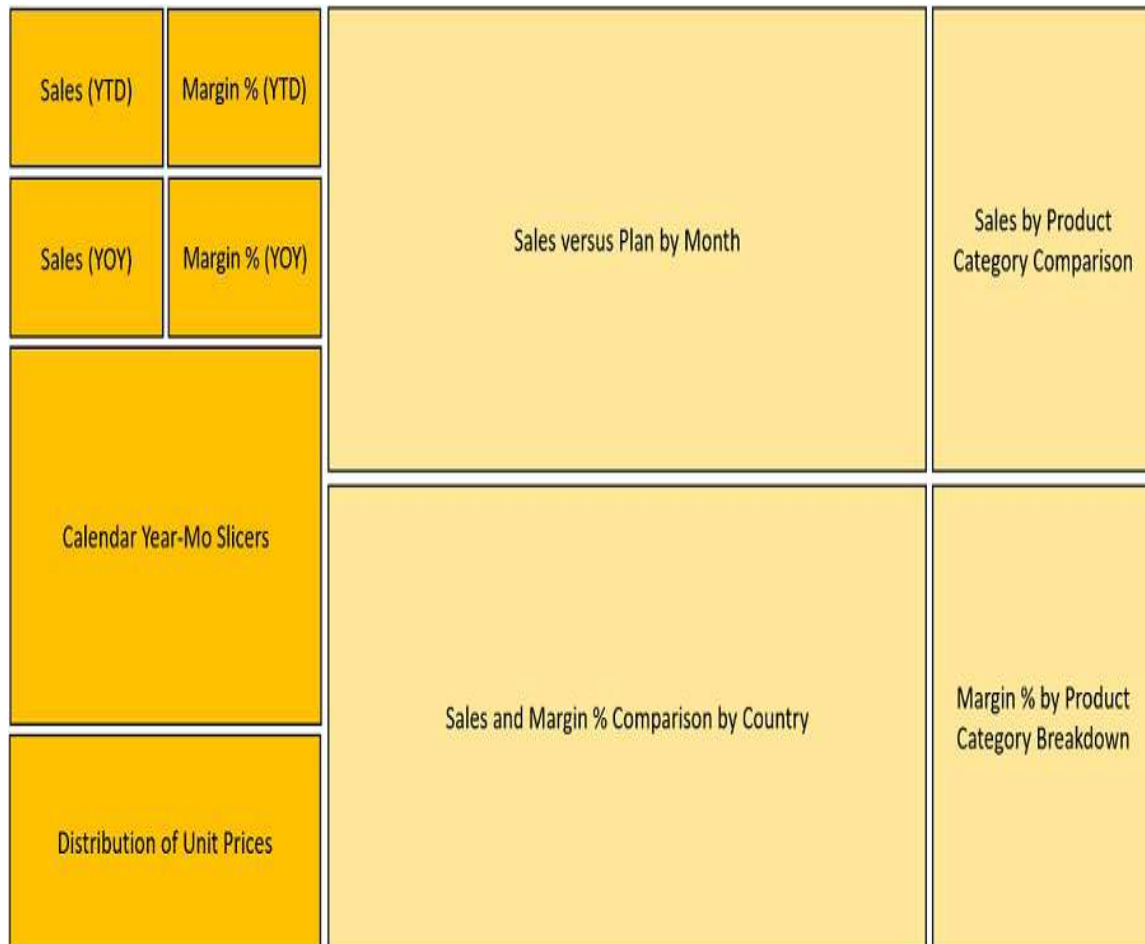 Sales (YTD)
Margin % (YTD)
Sales (YOY)
Margin % (YOY)
Calendar Year-Mo Slicers
Distribution of Unit Prices
Sales versus Plan by Month
Sales and Margin % Comparison by Country
Sales by Product
Category Comparison
Margin % by Product
Category Breakdown